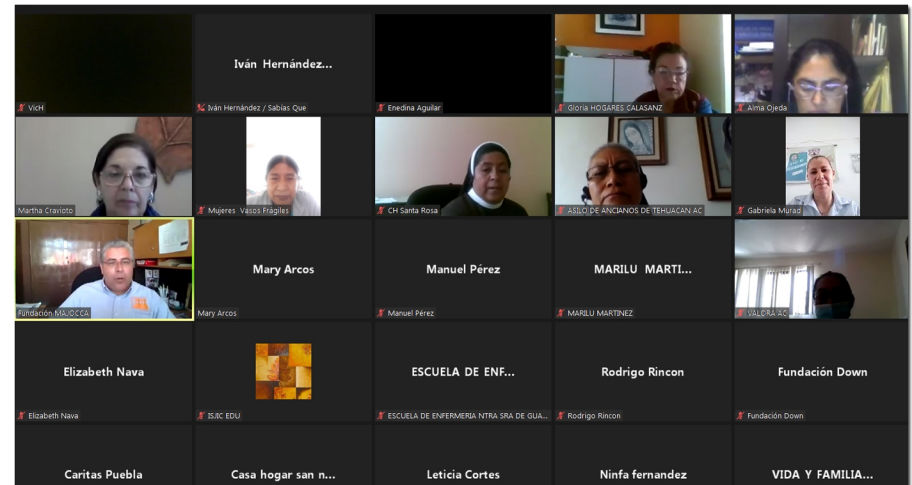 Iván Hernández...
VicH
Iván Hernández / Sabías Que
Enedina Aguilar
Gloria HOGARES CALASANZ
Alma Ojeda
Martha Cravioto
Mujeres Vasos Frágiles
CH Santa Rosa
ASILO DE ANCIANOS DE TEHUACAN AC
Gabriela Murad
Mary Arcos
Manuel Pérez
MARILU MARTI...
Fundación MAJOCCA
Mary Arcos
Manuel Pérez
MARILU MARTINEZ
VALORA AC
Elizabeth Nava
ESCUELA DE ENF...
Rodrigo Rincon
Fundación Down
Elizabeth Nava
ISJIC EDU
ESCUELA DE ENFERMERIA NTRA SRA DE GUA...
Rodrigo Rincon
Fundación Down
Caritas Puebla
Casa hogar san n...
Leticia Cortes
Ninfa fernandez
VIDA Y FAMILIA...